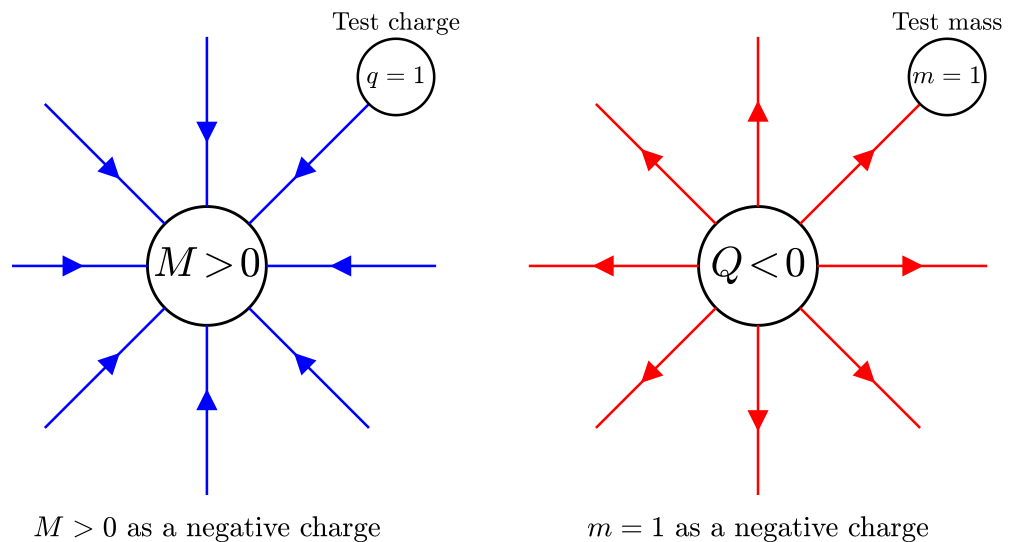 Test charge
q = 1
M > 0
M > 0 as a negative charge
Test mass
m = 1
Q < 0
m = 1 as a negative charge